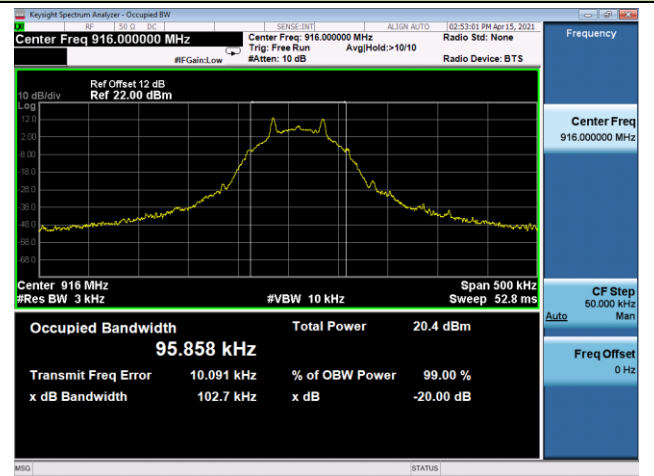 Keysight Spectrum Analyzer - Occupied BW
RF 50 Ω DC SENSE:INT ALIGN AUTO 02:53:01 PM Apr 15, 2021
Center Freq 916.000000 MHz
Center Freq: 916.000000 MHz Radio Std: None
Trig: Free Run Avg|Hold:>10/10
#IFGain:Low #Atten: 10 dB Radio Device: BTS
Frequency
Ref Offset 12 dB
10 dB/div Ref 22.00 dBm
Log
12.0
2.00
-8.00
-18.0
-28.0
-38.0
-48.0
-58.0
-68.0
Center 916 MHz Span 500 kHz
#Res BW 3 kHz #VBW 10 kHz Sweep 52.8 ms
Occupied Bandwidth Total Power 20.4 dBm
95.858 kHz
Transmit Freq Error 10.091 kHz % of OBW Power 99.00 %
x dB Bandwidth 102.7 kHz x dB -20.00 dB
Center Freq
916.000000 MHz
CF Step
50.000 kHz
Auto Man
Freq Offset
0 Hz
MSG STATUS